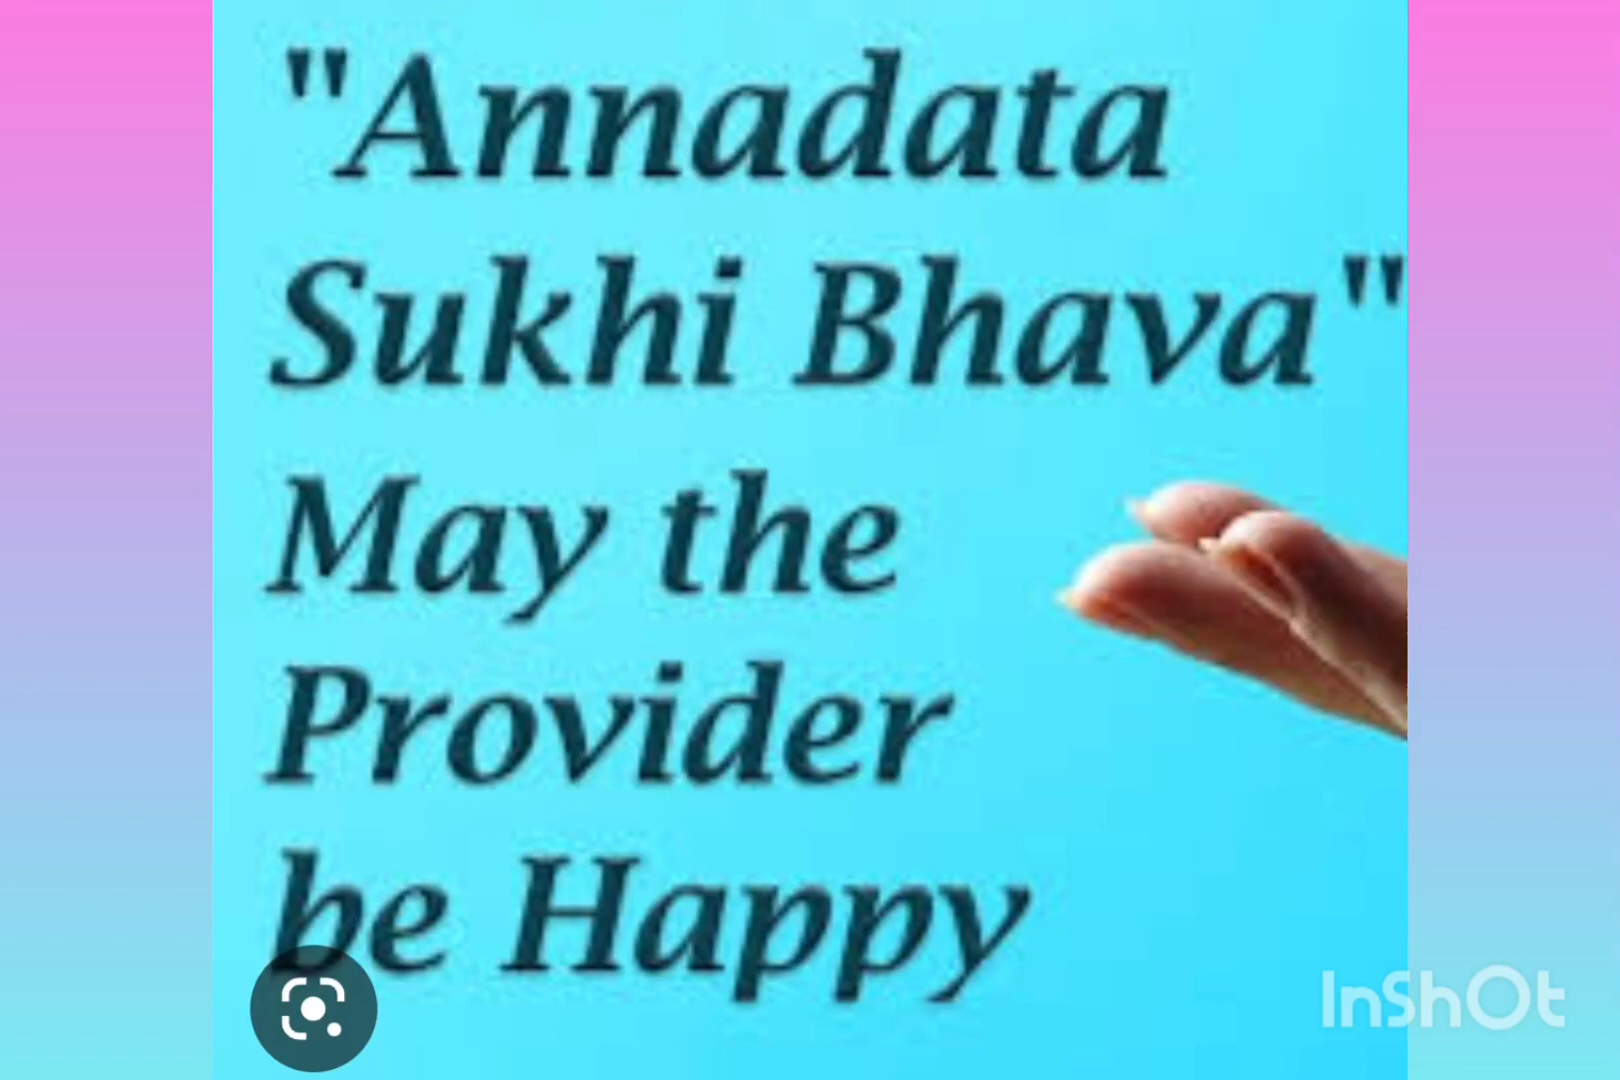 "Annadata
Sukhi Bhava"
May the
Provider
be Happy
InShOt